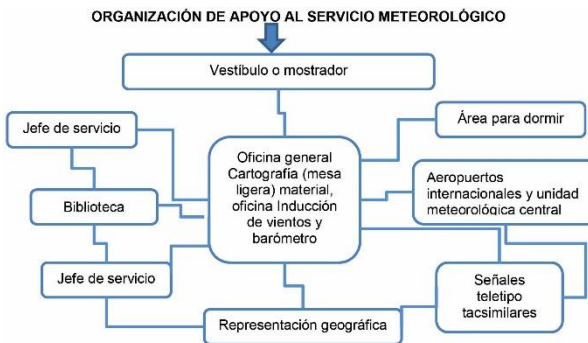 ORGANIZACIÓN DE APOYO AL SERVICIO METEOROLÓGICO
Vestíbulo o mostrador
Jefe de servicio
Área para dormir
Oficina general
Cartografía (mesa
ligera) material,
oficina Inducción
de vientos y
barómetro
Aeropuertos
internacionales y unidad
meteorológica central
Biblioteca
Jefe de servicio
Señales
teletipo
tacsimilares
Representación geográfica